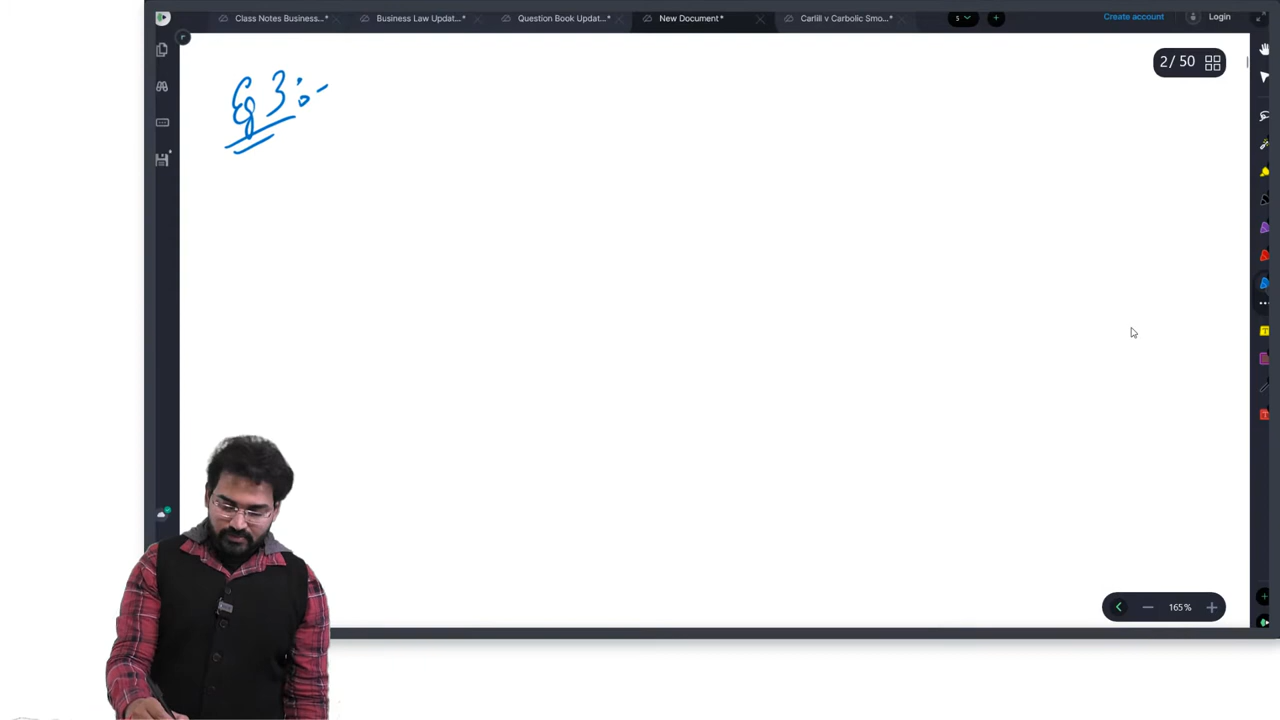 Class Notes Business...* Business Law Updat...* Question Book Updat...* New Document* Carlill v Carbolic Smo...* 5 Create account Login
2/ 50
Eg 3:-
165%